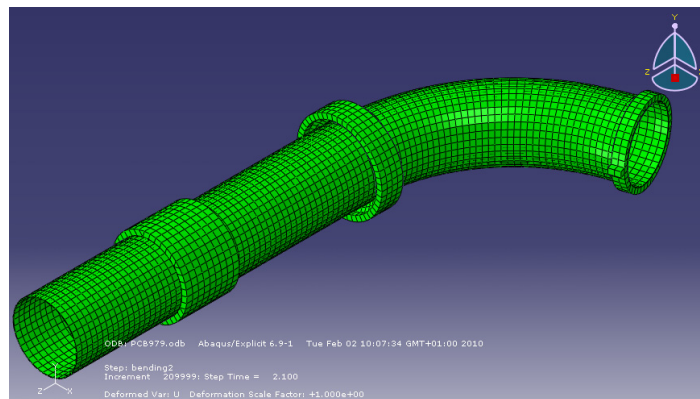 Y
Z
ODB: PCB979.odb    Abaqus/Explicit 6.9-1    Tue Feb 02 10:07:34 GMT+01:00 2010
Step: bending2
Increment    209999: Step Time =    2.100
Z X
Deformed Var: U    Deformation Scale Factor: +1.000e+00